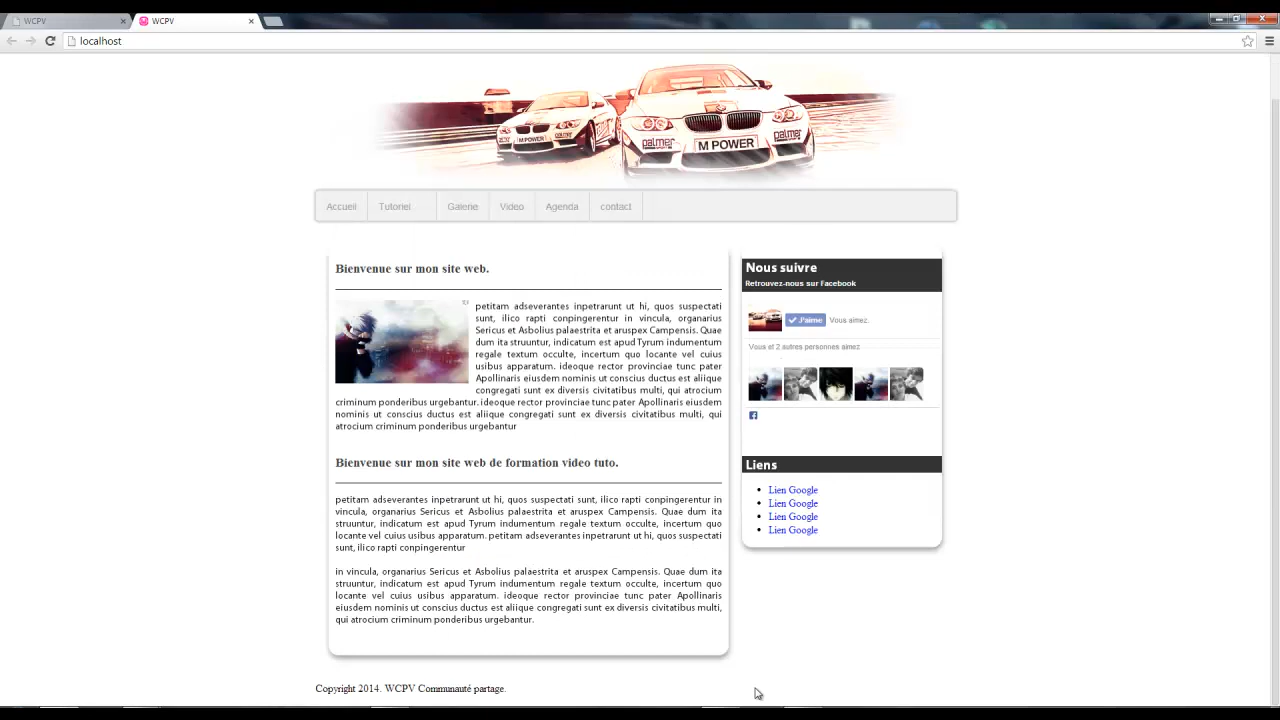 WCPV
WCPV
localhost
palmer
M POWER
palmer
palmer
M POWER
palmer
Accueil Tutoriel Galerie Video Agenda contact
Bienvenue sur mon site web.
petitam adseverantes inpetrarunt ut hi, quos suspectati
sunt, ilico rapti conpingerentur in vincula, organarius
Sericus et Asbolius palaestrita et aruspex Campensis. Quae
dum ita struuntur, indicatum est apud Tyrum indumentum
regale textum occulte, incertum quo locante vel cuius
usibus apparatum. ideoque rector provinciae tunc pater
Apollinaris eiusdem nominis ut conscius ductus est aliique
congregati sunt ex diversis civitatibus multi, qui atrocium
criminum ponderibus urgebantur. ideoque rector provinciae tunc pater Apollinaris eiusdem
nominis ut conscius ductus est aliique congregati sunt ex diversis civitatibus multi, qui
atrocium criminum ponderibus urgebantur
Bienvenue sur mon site web de formation video tuto.
petitam adseverantes inpetrarunt ut hi, quos suspectati sunt, ilico rapti conpingerentur in
vincula, organarius Sericus et Asbolius palaestrita et aruspex Campensis. Quae dum ita
struuntur, indicatum est apud Tyrum indumentum regale textum occulte, incertum quo
locante vel cuius usibus apparatum. petitam adseverantes inpetrarunt ut hi, quos suspectati
sunt, ilico rapti conpingerentur
in vincula, organarius Sericus et Asbolius palaestrita et aruspex Campensis. Quae dum ita
struuntur, indicatum est apud Tyrum indumentum regale textum occulte, incertum quo
locante vel cuius usibus apparatum. ideoque rector provinciae tunc pater Apollinaris
eiusdem nominis ut conscius ductus est aliique congregati sunt ex diversis civitatibus multi,
qui atrocium criminum ponderibus urgebantur.
Nous suivre
Retrouvez-nous sur Facebook
J'aime Vous aimez.
Vous et 2 autres personnes aimez
Liens
Lien Google
Lien Google
Lien Google
Lien Google
Copyright 2014. WCPV Communauté partage.